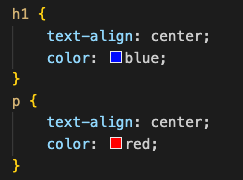 h1 {
    text-align: center;
    color: blue;
}
p {
    text-align: center;
    color: red;
}